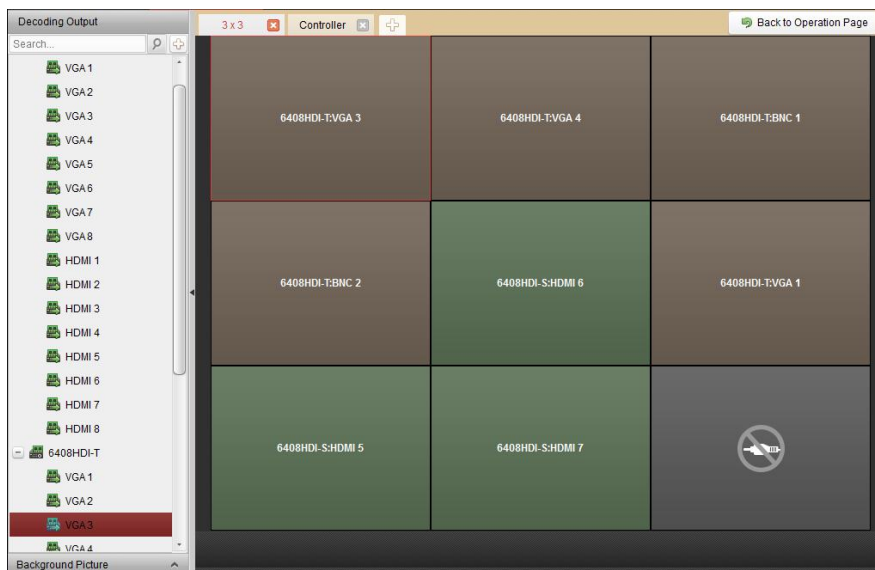 Decoding Output
Search...
VGA 1
VGA 2
VGA 3
VGA 4
VGA 5
VGA 6
VGA 7
VGA 8
HDMI 1
HDMI 2
HDMI 3
HDMI 4
HDMI 5
HDMI 6
HDMI 7
HDMI 8
6408HDI-T
VGA 1
VGA 2
VGA 3
VGA 4
Background Picture
3 x 3
Controller
Back to Operation Page
6408HDI-T:VGA 3
6408HDI-T:VGA 4
6408HDI-T:BNC 1
6408HDI-T:BNC 2
6408HDI-S:HDMI 6
6408HDI-T:VGA 1
6408HDI-S:HDMI 5
6408HDI-S:HDMI 7